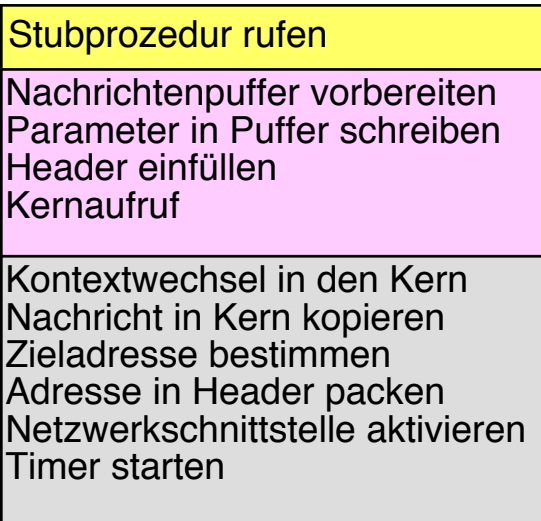 Stubprozedur rufen
Nachrichtenpuffer vorbereiten
Parameter in Puffer schreiben
Header einfüllen
Kernaufruf
Kontextwechsel in den Kern
Nachricht in Kern kopieren
Zieladresse bestimmen
Adresse in Header packen
Netzwerkschnittstelle aktivieren
Timer starten